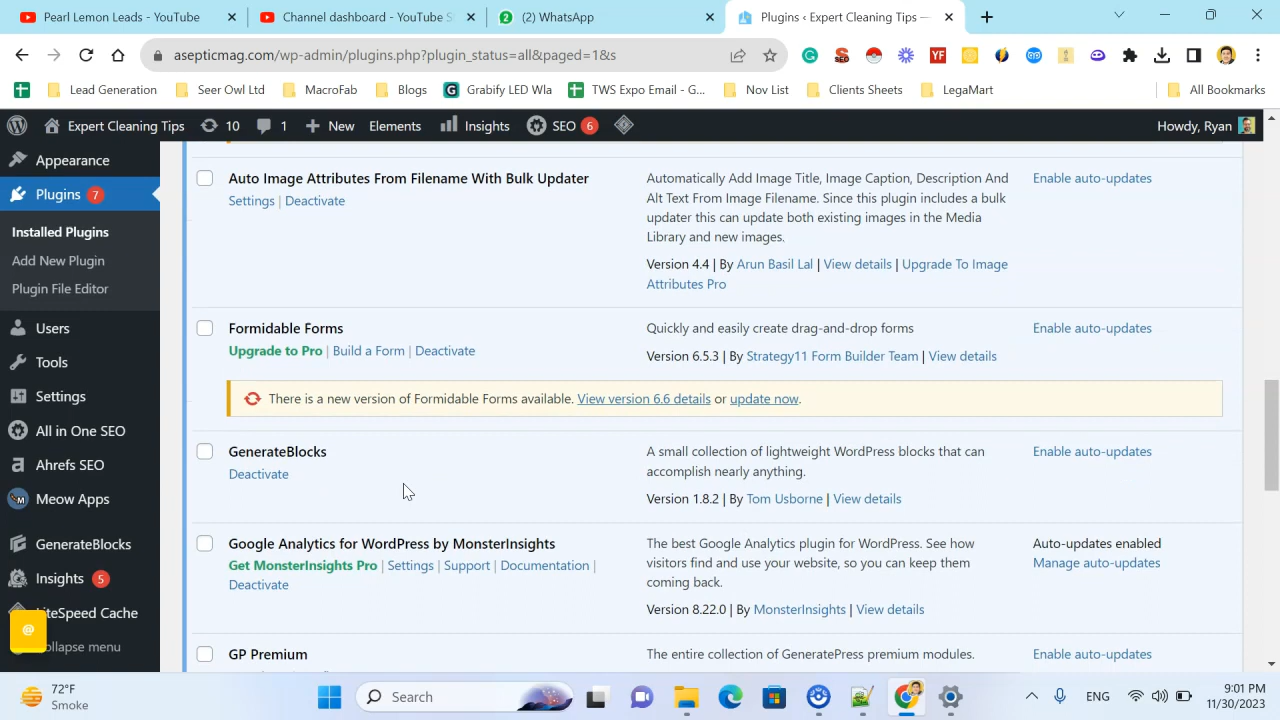 Pearl Lemon Leads - YouTube
Channel dashboard - YouTube S
(2) WhatsApp
Plugins ‹ Expert Cleaning Tips —
asepticmag.com/wp-admin/plugins.php?plugin_status=all&paged=1&s
Lead Generation
Seer Owl Ltd
MacroFab
Blogs
Grabify LED Wla
TWS Expo Email - G...
Nov List
Clients Sheets
LegaMart
All Bookmarks
Expert Cleaning Tips
10
1
New
Elements
Insights
SEO 6
Howdy, Ryan
Appearance
Plugins 7
Installed Plugins
Add New Plugin
Plugin File Editor
Users
Tools
Settings
All in One SEO
Ahrefs SEO
Meow Apps
GenerateBlocks
Insights 5
iteSpeed Cache
@
ollapse menu
Auto Image Attributes From Filename With Bulk Updater
Settings | Deactivate
Automatically Add Image Title, Image Caption, Description And
Alt Text From Image Filename. Since this plugin includes a bulk
updater this can update both existing images in the Media
Library and new images.
Version 4.4 | By Arun Basil Lal | View details | Upgrade To Image
Attributes Pro
Enable auto-updates
Formidable Forms
Upgrade to Pro | Build a Form | Deactivate
Quickly and easily create drag-and-drop forms
Version 6.5.3 | By Strategy11 Form Builder Team | View details
Enable auto-updates
There is a new version of Formidable Forms available. View version 6.6 details or update now.
GenerateBlocks
Deactivate
A small collection of lightweight WordPress blocks that can
accomplish nearly anything.
Version 1.8.2 | By Tom Usborne | View details
Enable auto-updates
Google Analytics for WordPress by MonsterInsights
Get MonsterInsights Pro | Settings | Support | Documentation |
Deactivate
The best Google Analytics plugin for WordPress. See how
visitors find and use your website, so you can keep them
coming back.
Version 8.22.0 | By MonsterInsights | View details
Auto-updates enabled
Manage auto-updates
GP Premium
The entire collection of GeneratePress premium modules.
Enable auto-updates
72°F
Smoke
Search
ENG
9:01 PM
11/30/2023